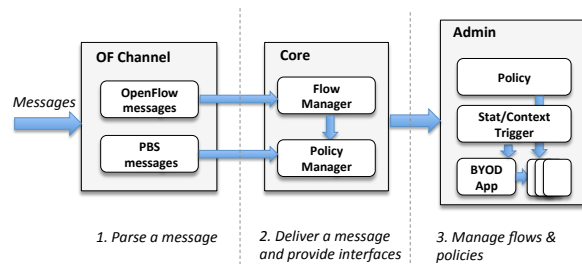 OF Channel
Core
Admin
Messages
OpenFlow
messages
PBS
messages
Flow
Manager
Policy
Manager
Policy
Stat/Context
Trigger
BYOD
App
1. Parse a message
2. Deliver a message
and provide interfaces
3. Manage flows &
policies